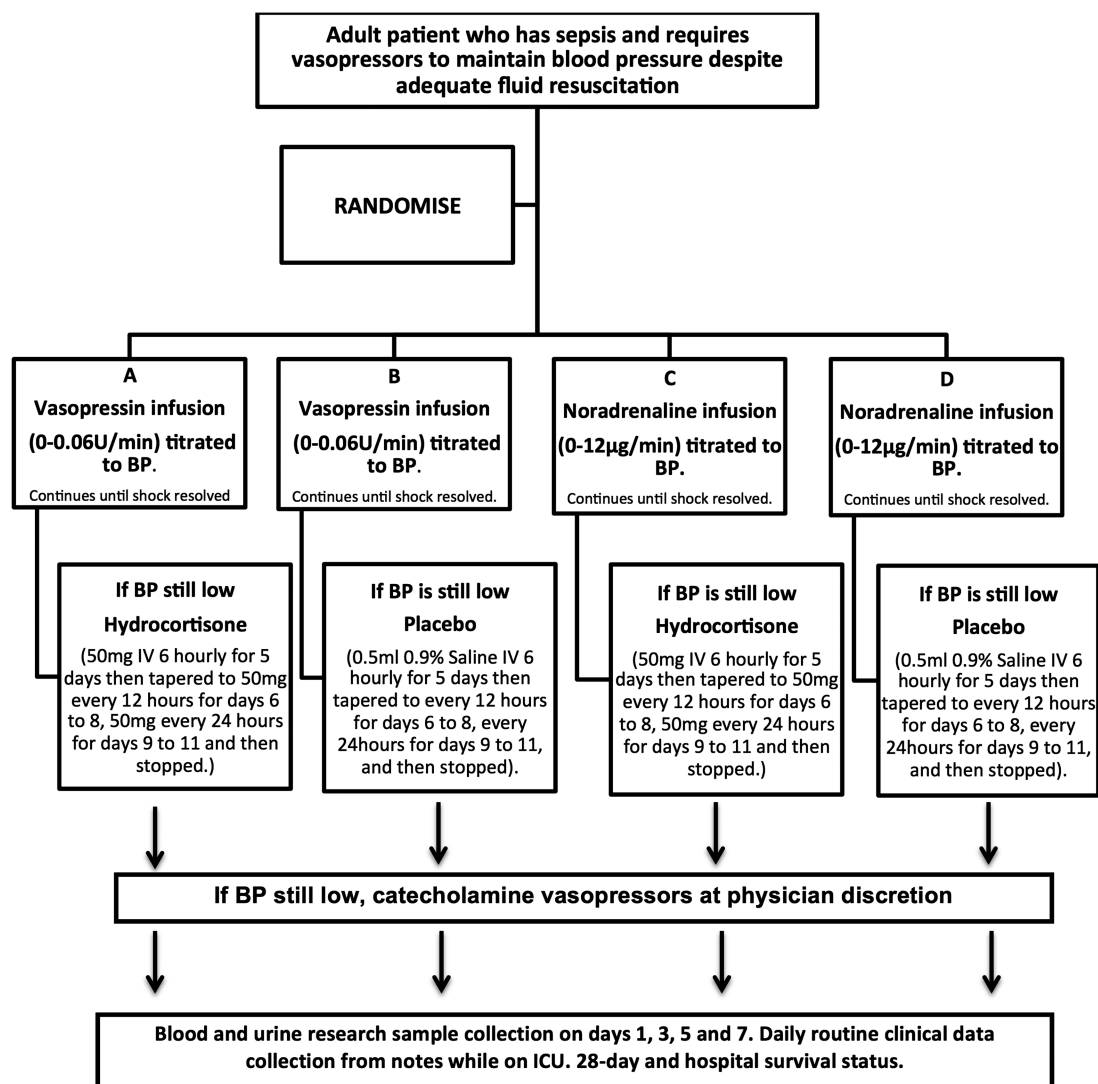 Adult patient who has sepsis and requires
vasopressors to maintain blood pressure despite
adequate fluid resuscitation
RANDOMISE
A
Vasopressin infusion
(0-0.06U/min) titrated
to BP.
Continues until shock resolved
B
Vasopressin infusion
(0-0.06U/min) titrated
to BP.
Continues until shock resolved.
C
Noradrenaline infusion
(0-12µg/min) titrated to
BP.
Continues until shock resolved.
D
Noradrenaline infusion
(0-12µg/min) titrated to
BP.
Continues until shock resolved.
If BP still low
Hydrocortisone
(50mg IV 6 hourly for 5
days then tapered to 50mg
every 12 hours for days 6
to 8, 50mg every 24 hours
for days 9 to 11 and then
stopped.)
If BP is still low
Placebo
(0.5ml 0.9% Saline IV 6
hourly for 5 days then
tapered to every 12 hours
for days 6 to 8, every
24hours for days 9 to 11,
and then stopped).
If BP is still low
Hydrocortisone
(50mg IV 6 hourly for 5
days then tapered to 50mg
every 12 hours for days 6
to 8, 50mg every 24 hours
for days 9 to 11 and then
stopped.)
If BP is still low
Placebo
(0.5ml 0.9% Saline IV 6
hourly for 5 days then
tapered to every 12 hours
for days 6 to 8, every
24hours for days 9 to 11,
and then stopped).
If BP still low, catecholamine vasopressors at physician discretion
Blood and urine research sample collection on days 1, 3, 5 and 7. Daily routine clinical data
collection from notes while on ICU. 28-day and hospital survival status.